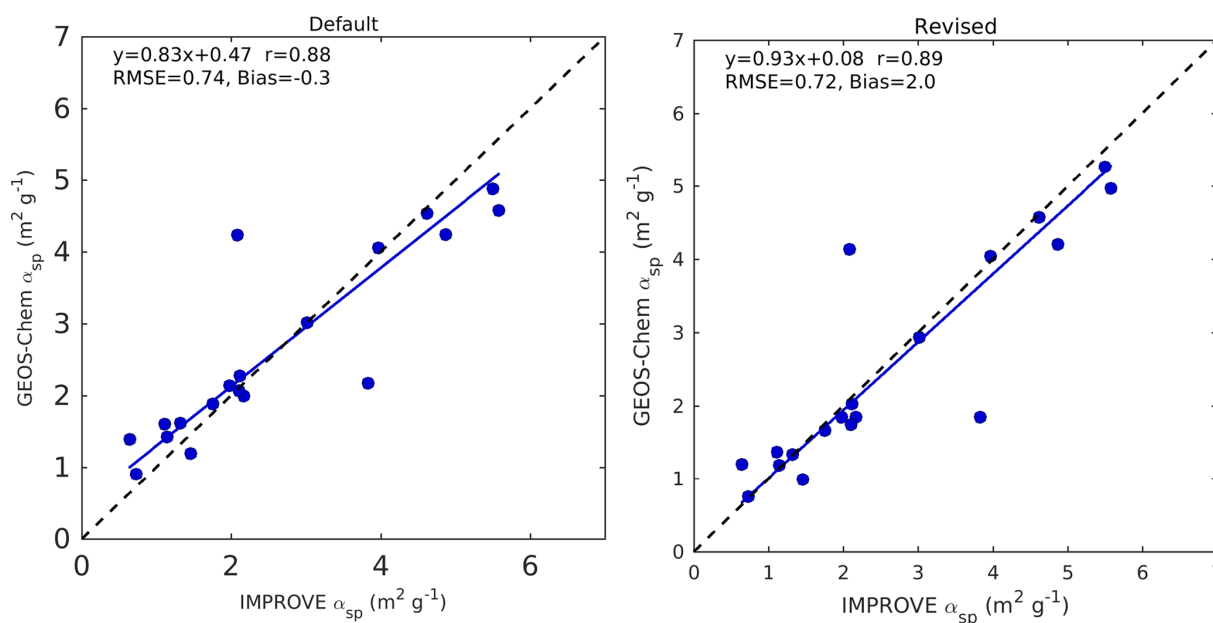 Default
y=0.83x+0.47 r=0.88
RMSE=0.74, Bias=-0.3
7
6
5
4
3
2
1
0
GEOS-Chem αsp (m² g⁻¹)
0 2 4 6
IMPROVE αsp (m² g⁻¹)
Revised
y=0.93x+0.08 r=0.89
RMSE=0.72, Bias=2.0
7
6
5
4
3
2
1
0
GEOS-Chem αsp (m² g⁻¹)
0 1 2 3 4 5 6 7
IMPROVE αsp (m² g⁻¹)